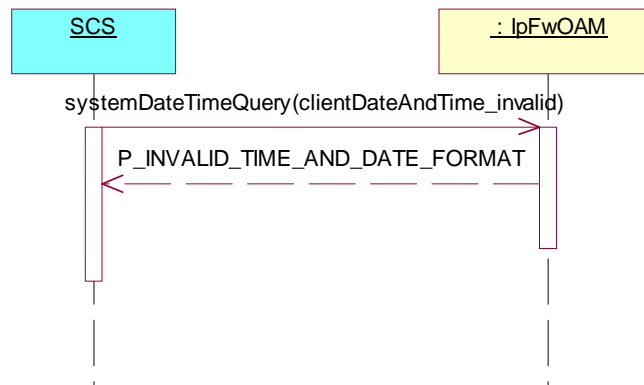 SCS
: IpFwOAM
systemDateTimeQuery(clientDateAndTime_invalid)
P_INVALID_TIME_AND_DATE_FORMAT